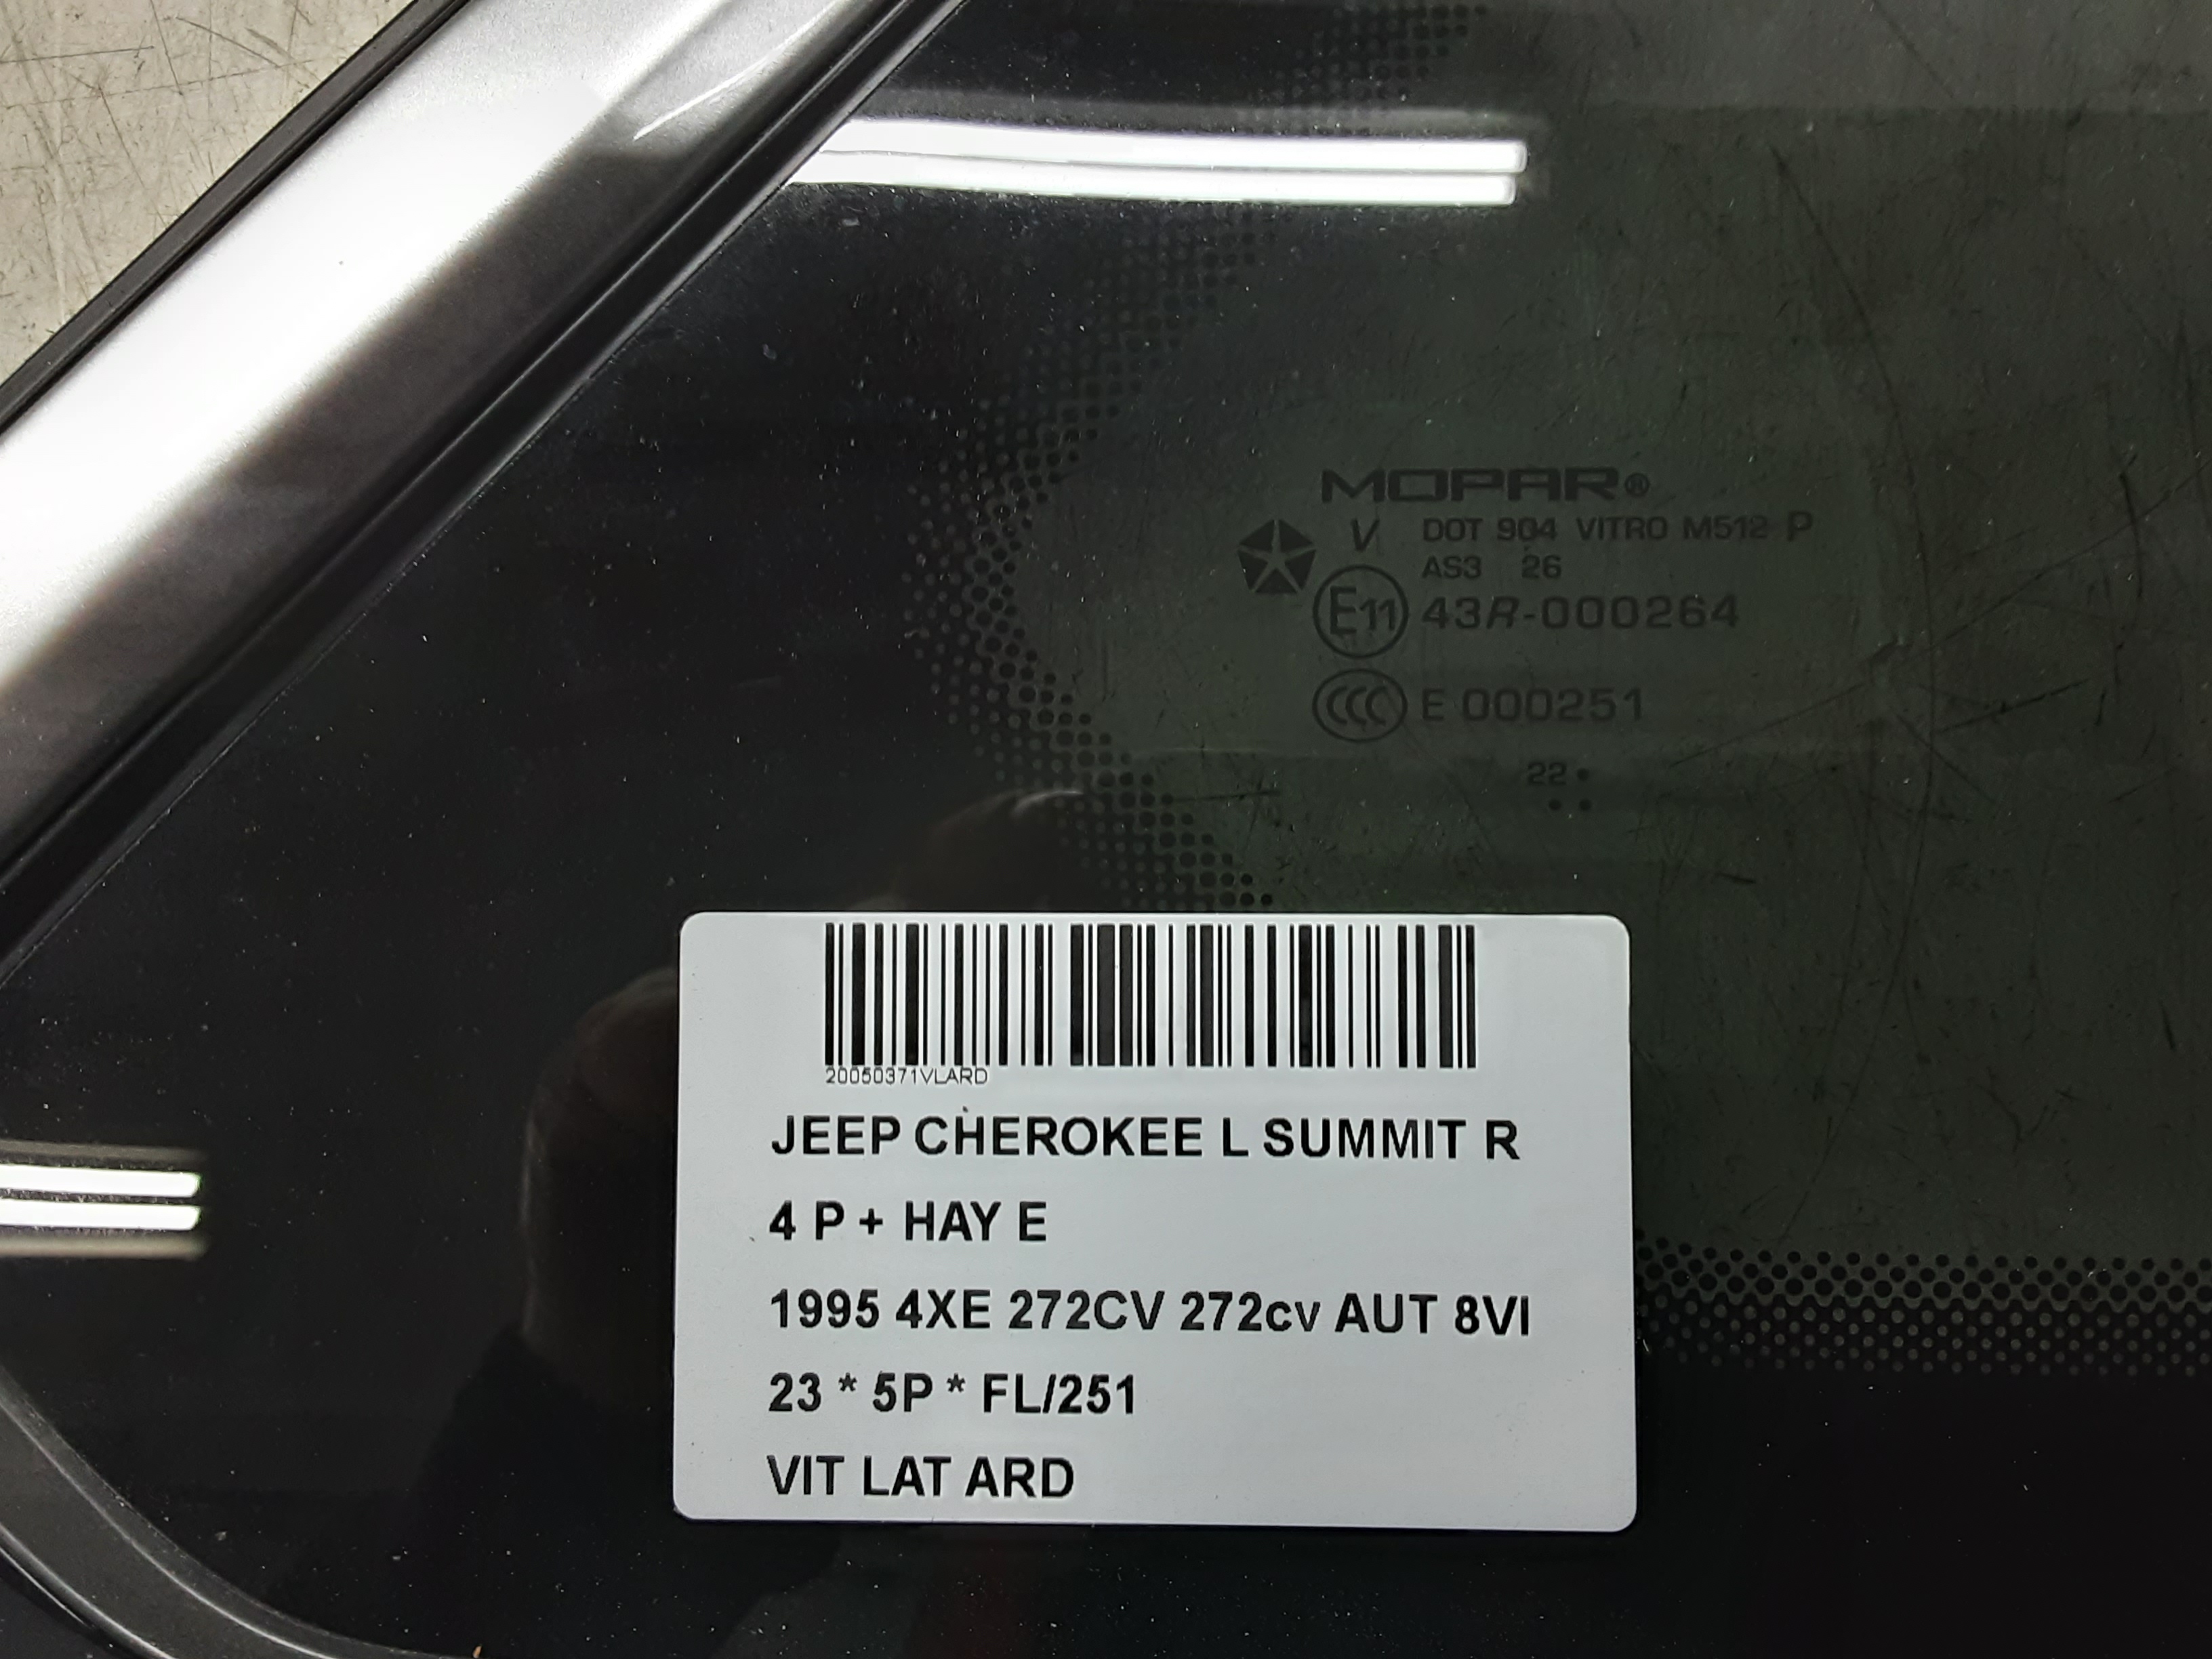 MOPAR®
V DOT 904 VITRO M512 P
AS3 26
E11 43R-000264
CCC E 000251
22
20050371VLARD
JEEP CHEROKEE L SUMMIT R
4 P + HAY E
1995 4XE 272CV 272cv AUT 8VI
23 * 5P * FL/251
VIT LAT ARD